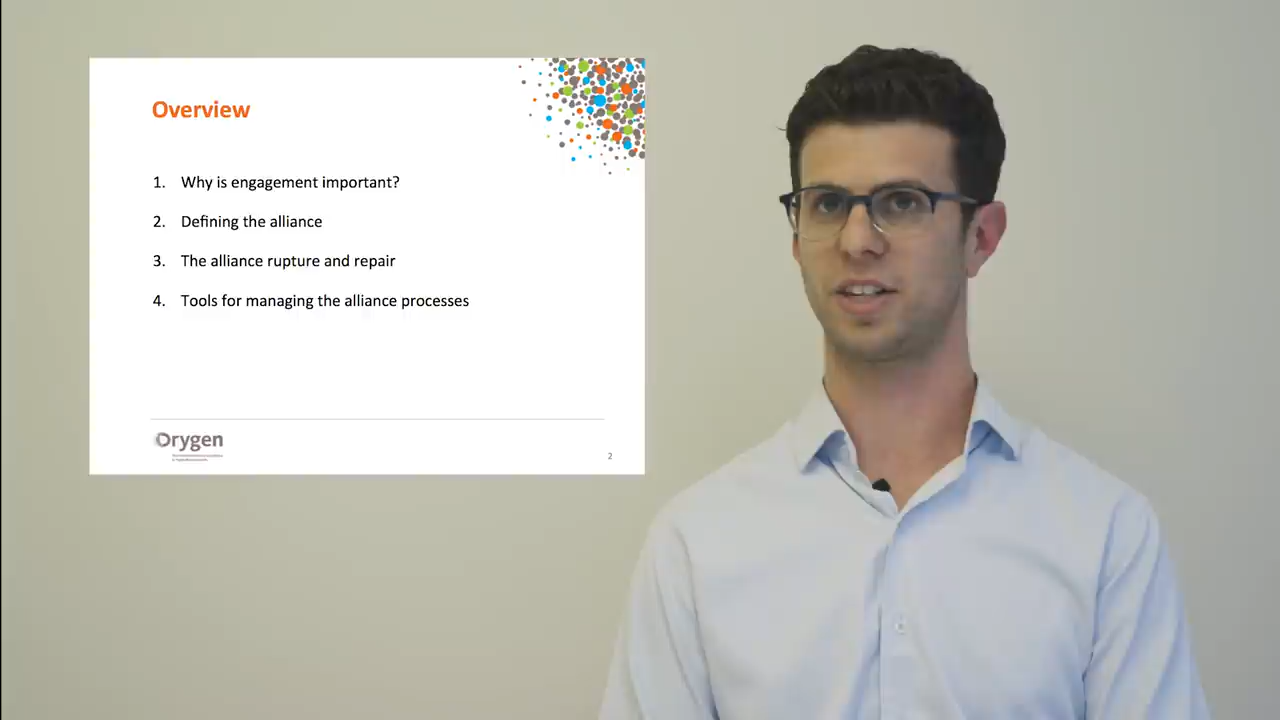 Overview
1. Why is engagement important?
2. Defining the alliance
3. The alliance rupture and repair
4. Tools for managing the alliance processes
Orygen
2